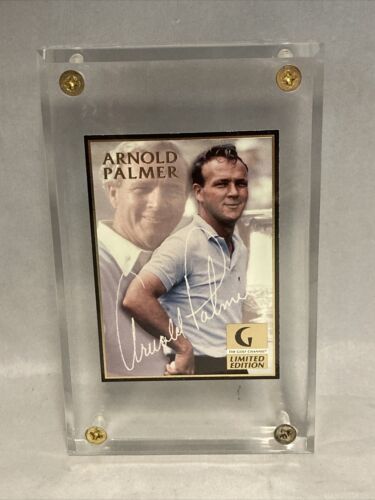 ARNOLD
PALMER
Arnold Palmer
G
THE GOLF CHANNEL
LIMITED
EDITION